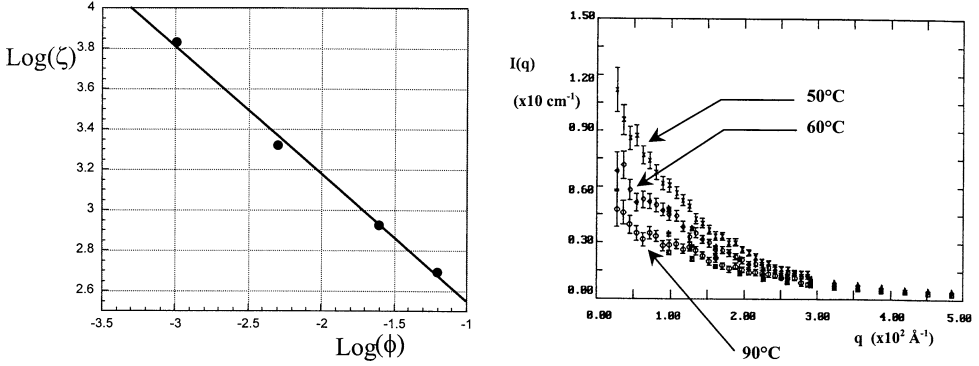 4
3.8
3.6
3.4
3.2
3
2.8
2.6
Log(ζ)
-3.5 -3 -2.5 -2 -1.5 -1
Log(ϕ)
1.50
1.20
0.90
0.60
0.30
0.00
I(q)
(x10 cm⁻¹)
50°C
60°C
90°C
0.00 1.00 2.00 3.00 4.00 5.00
q (x10² Å⁻¹)